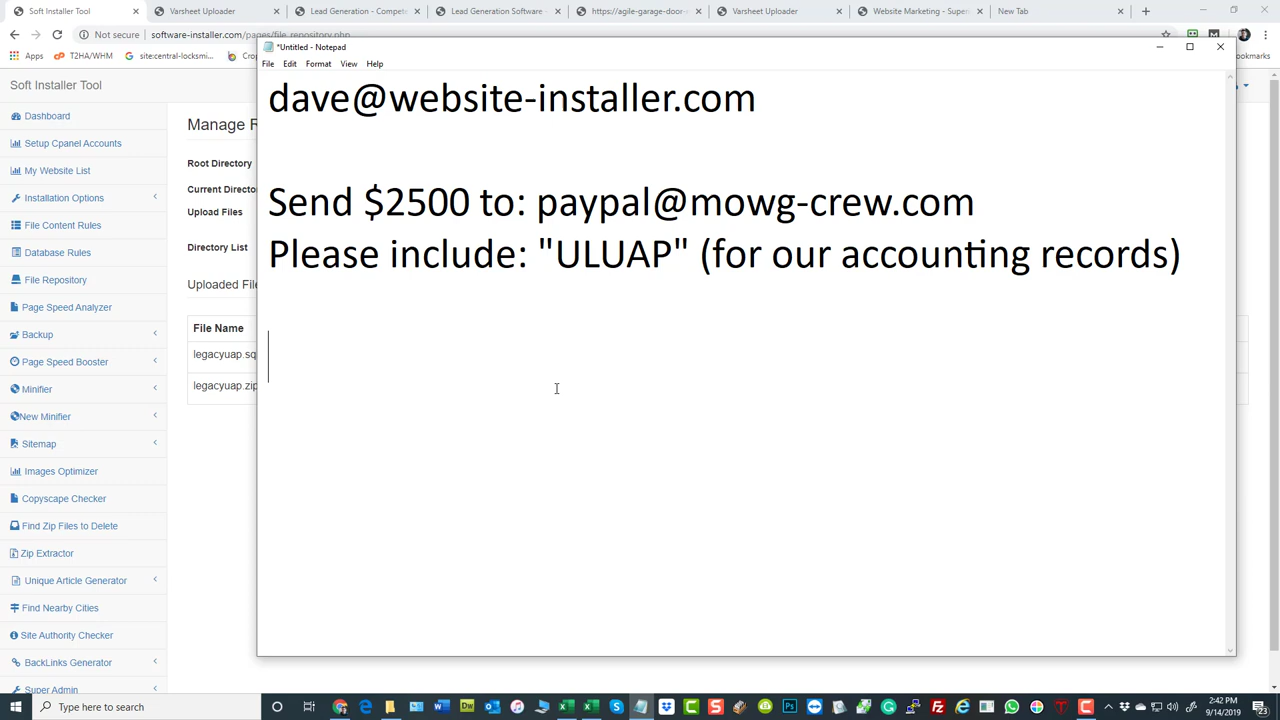 Soft Installer Tool
Varsheet Uploader
Lead Generation - Compet
Lead Generation Software -
https://agile-garage-door-
Varsheet Uploader
Website Marketing - Supe
New Tab
Not secure
software-installer.com/pages/file_repository.php
Apps
T2HA/WHM
site:central-locksmi...
Crop
ookmarks
*Untitled - Notepad
File Edit Format View Help
dave@website-installer.com
Send $2500 to: paypal@mowg-crew.com
Please include: "ULUAP" (for our accounting records)
Soft Installer Tool
Dashboard
Setup Cpanel Accounts
My Website List
Installation Options
File Content Rules
Database Rules
File Repository
Page Speed Analyzer
Backup
Page Speed Booster
Minifier
New Minifier
Sitemap
Images Optimizer
Copyscape Checker
Find Zip Files to Delete
Zip Extractor
Unique Article Generator
Find Nearby Cities
Site Authority Checker
BackLinks Generator
Super Admin
Manage R
Root Directory
Current Directo
Upload Files
Directory List
Uploaded File
File Name
legacyuap.sq
legacyuap.zip
Type here to search
2:42 PM
9/14/2019